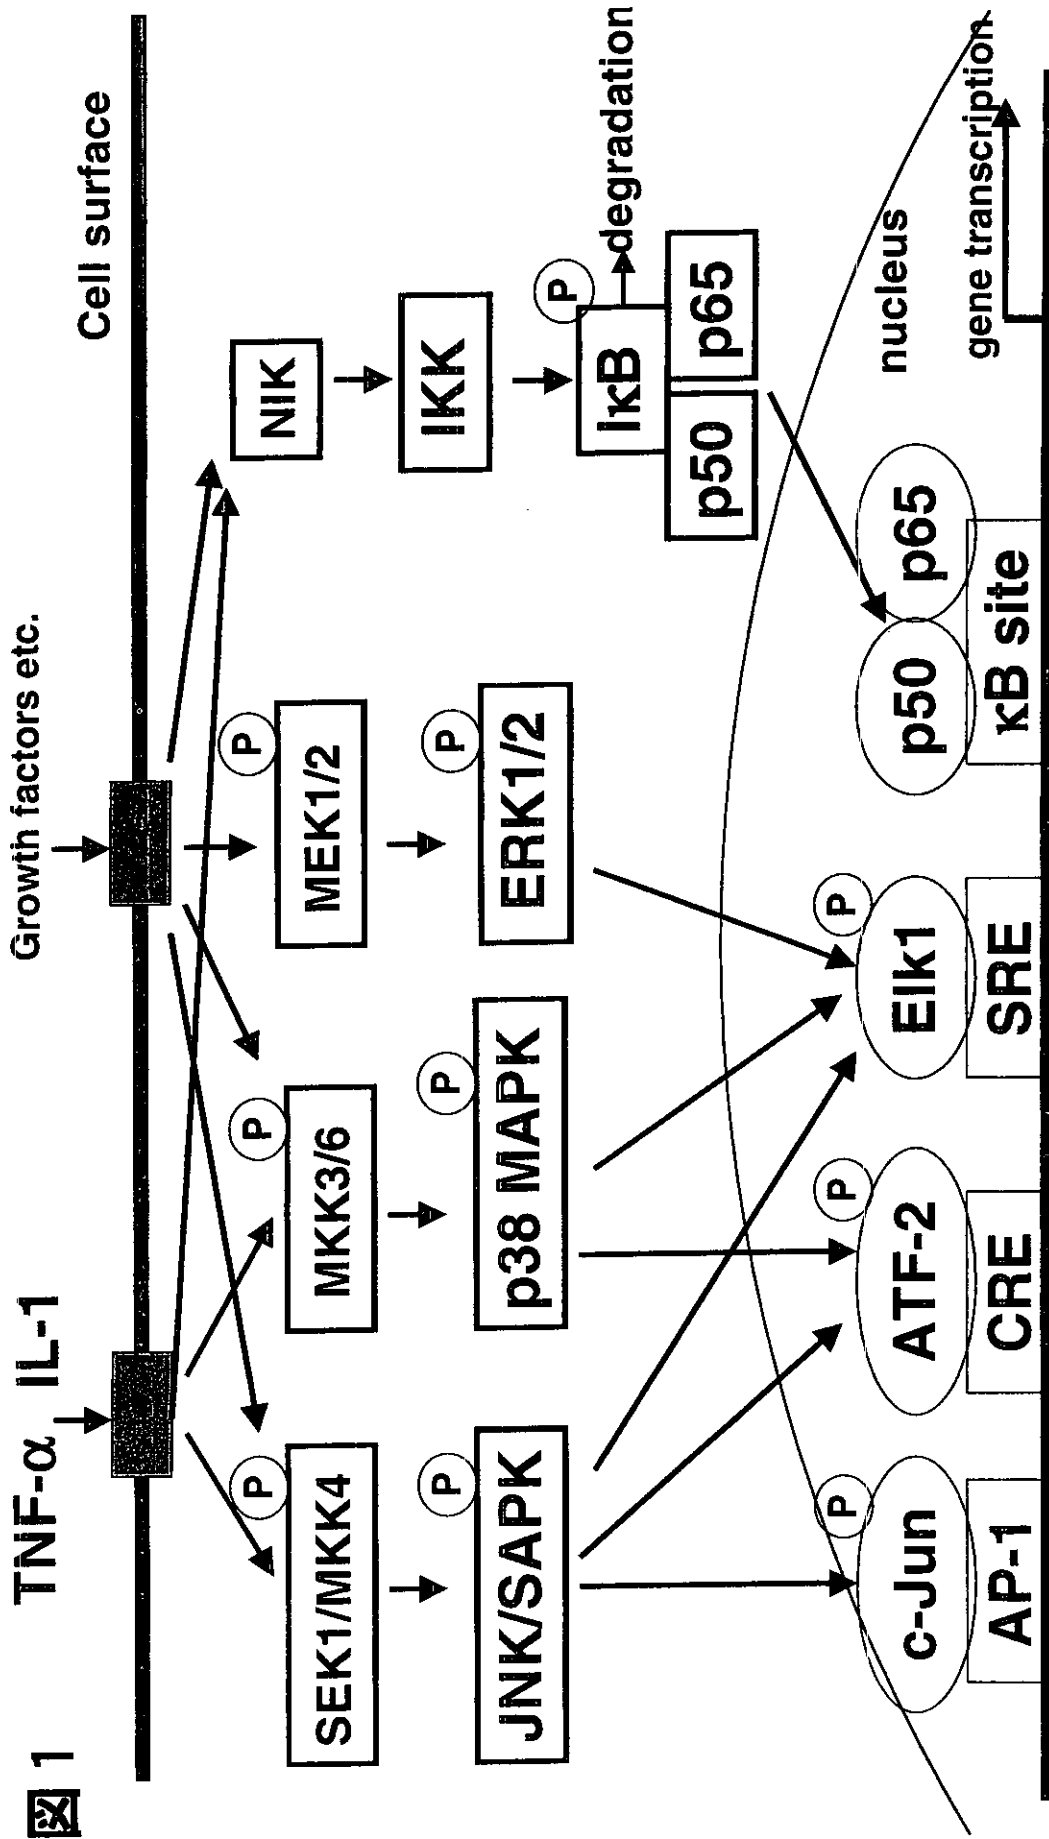 図 1
TNF-α, IL-1
Growth factors etc.
Cell surface
P
P
P
SEK1/MKK4
MKK3/6
MEK1/2
NIK
P
P
P
JNK/SAPK
p38 MAPK
ERK1/2
IKK
P
IκB
degradation
p50
p65
nucleus
P
P
P
c-Jun
ATF-2
Elk1
p50
p65
gene transcription
AP-1
CRE
SRE
κB site